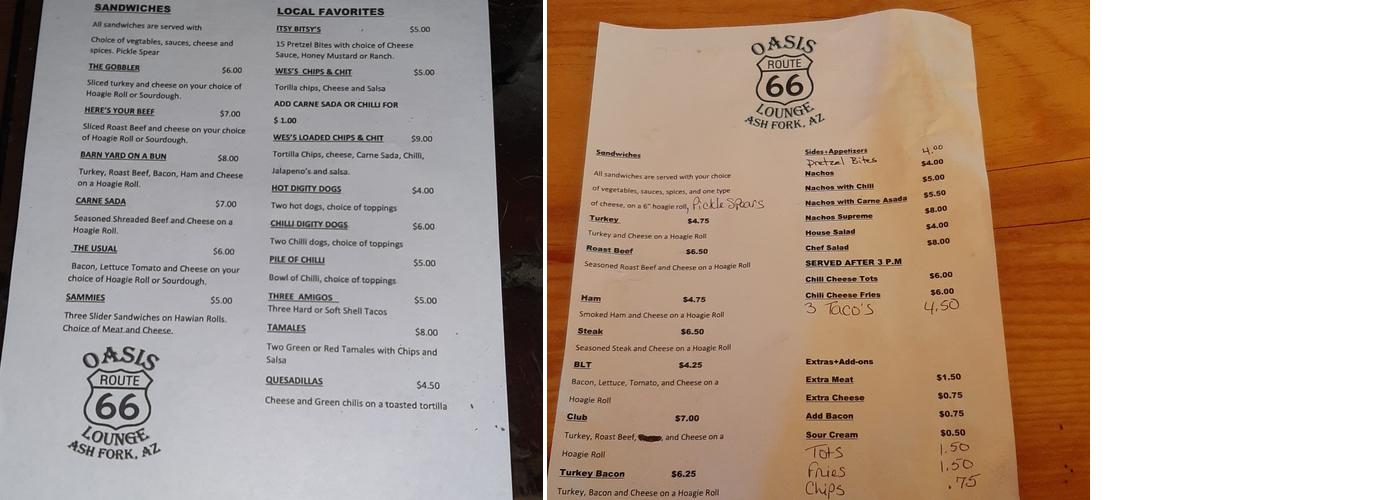 SANDWICHES
All sandwiches are served with
Choice of vegtables, sauces, cheese and
spices. Pickle Spear
THE GOBBLER $6.00
Sliced turkey and cheese on your choice of
Hoagie Roll or Sourdough.
HERE'S YOUR BEEF $7.00
Sliced Roast Beef and cheese on your choice
of Hoagie Roll or Sourdough.
BARN YARD ON A BUN $8.00
Turkey, Roast Beef, Bacon, Ham and Cheese
on a Hoagie Roll.
CARNE SADA $7.00
Seasoned Shreaded Beef and Cheese on a
Hoagie Roll.
THE USUAL $6.00
Bacon, Lettuce Tomato and Cheese on your
choice of Hoagie Roll or Sourdough.
SAMMIES $5.00
Three Slider Sandwiches on Hawian Rolls.
Choice of Meat and Cheese.
OASIS
ROUTE
66
LOUNGE
ASH FORK, AZ
LOCAL FAVORITES
ITSY BITSY'S $5.00
15 Pretzel Bites with choice of Cheese
Sauce, Honey Mustard or Ranch.
WES'S CHIPS & CHIT $5.00
Torilla chips, Cheese and Salsa
ADD CARNE SADA OR CHILLI FOR
$ 1.00
WES'S LOADED CHIPS & CHIT $9.00
Tortilla Chips, cheese, Carne Sada, Chilli,
Jalapeno's and salsa.
HOT DIGITY DOGS $4.00
Two hot dogs, choice of toppings
CHILLI DIGITY DOGS $6.00
Two Chilli dogs, choice of toppings
PILE OF CHILLI $5.00
Bowl of Chilli, choice of toppings
THREE AMIGOS $5.00
Three Hard or Soft Shell Tacos
TAMALES $8.00
Two Green or Red Tamales with Chips and
Salsa
QUESADILLAS $4.50
Cheese and Green chilis on a toasted tortilla
OASIS
ROUTE
66
LOUNGE
ASH FORK, AZ
Sandwiches
All sandwiches are served with your choice
of vegetables, sauces, spices, and one type
of cheese, on a 6" hoagie roll, Pickle Spears
Turkey $4.75
Turkey and Cheese on a Hoagie Roll
Roast Beef $6.50
Seasoned Roast Beef and Cheese on a Hoagie Roll
Ham $4.75
Smoked Ham and Cheese on a Hoagie Roll
Steak $6.50
Seasoned Steak and Cheese on a Hoagie Roll
BLT $4.25
Bacon, Lettuce, Tomato, and Cheese on a
Hoagie Roll
Club $7.00
Turkey, Roast Beef, , and Cheese on a
Hoagie Roll
Turkey Bacon $6.25
Turkey, Bacon and Cheese on a Hoagie Roll
Sides+Appetizers
Pretzel Bites 4.00
Nachos $4.00
Nachos with Chili $5.00
Nachos with Carne Asada $5.50
Nachos Supreme $8.00
House Salad $4.00
Chef Salad $8.00
SERVED AFTER 3 P.M
Chili Cheese Tots $6.00
Chili Cheese Fries $6.00
3 Taco's 4.50
Extras+Add-ons
Extra Meat $1.50
Extra Cheese $0.75
Add Bacon $0.75
Sour Cream $0.50
Tots 1.50
Fries 1.50
Chips .75